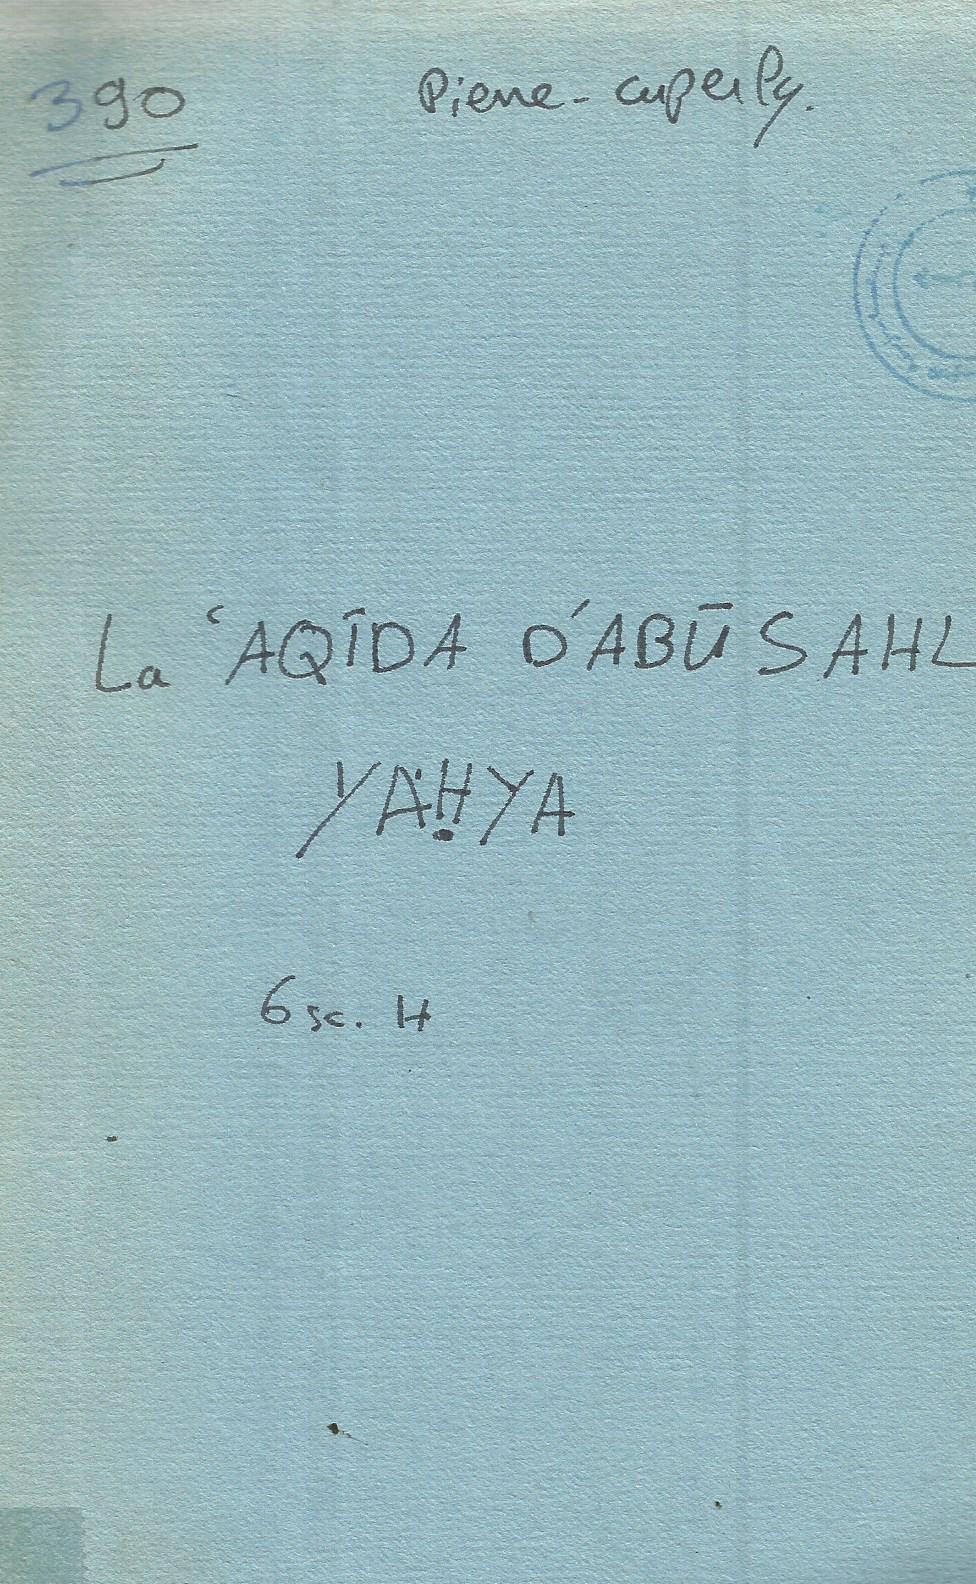 390
Pierre - cuperly.
La ʿAQĪDA D'ABŪ SAHL
YAḤYA
6 sc. H